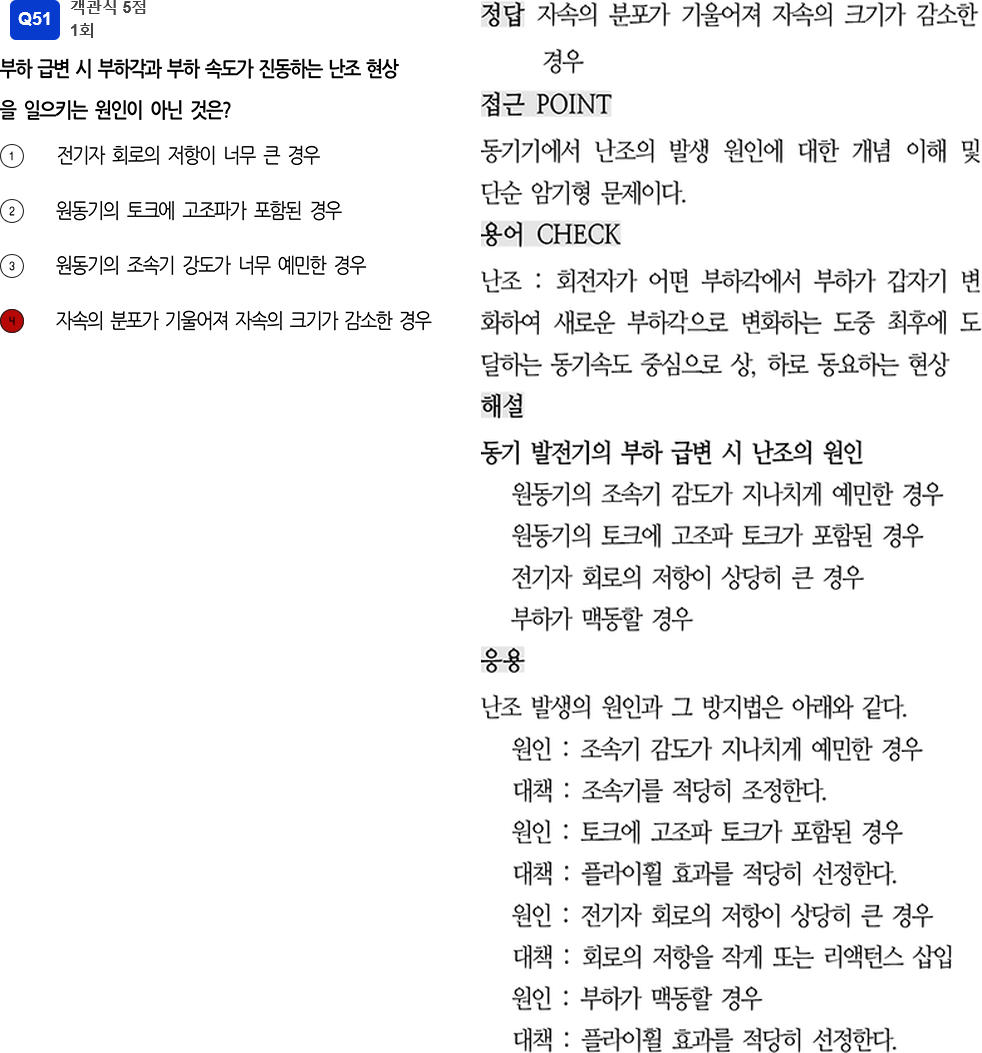 Q51
객관식 5점
1회
부하 급변 시 부하각과 부하 속도가 진동하는 난조 현상
을 일으키는 원인이 아닌 것은?
1 전기자 회로의 저항이 너무 큰 경우
2 원동기의 토크에 고조파가 포함된 경우
3 원동기의 조속기 강도가 너무 예민한 경우
4 자속의 분포가 기울어져 자속의 크기가 감소한 경우
정답 자속의 분포가 기울어져 자속의 크기가 감소한
경우
접근 POINT
동기기에서 난조의 발생 원인에 대한 개념 이해 및
단순 암기형 문제이다.
용어 CHECK
난조 : 회전자가 어떤 부하각에서 부하가 갑자기 변
화하여 새로운 부하각으로 변화하는 도중 최후에 도
달하는 동기속도 중심으로 상, 하로 동요하는 현상
해설
동기 발전기의 부하 급변 시 난조의 원인
원동기의 조속기 감도가 지나치게 예민한 경우
원동기의 토크에 고조파 토크가 포함된 경우
전기자 회로의 저항이 상당히 큰 경우
부하가 맥동할 경우
응용
난조 발생의 원인과 그 방지법은 아래와 같다.
원인 : 조속기 감도가 지나치게 예민한 경우
대책 : 조속기를 적당히 조정한다.
원인 : 토크에 고조파 토크가 포함된 경우
대책 : 플라이휠 효과를 적당히 선정한다.
원인 : 전기자 회로의 저항이 상당히 큰 경우
대책 : 회로의 저항을 작게 또는 리액턴스 삽입
원인 : 부하가 맥동할 경우
대책 : 플라이휠 효과를 적당히 선정한다.